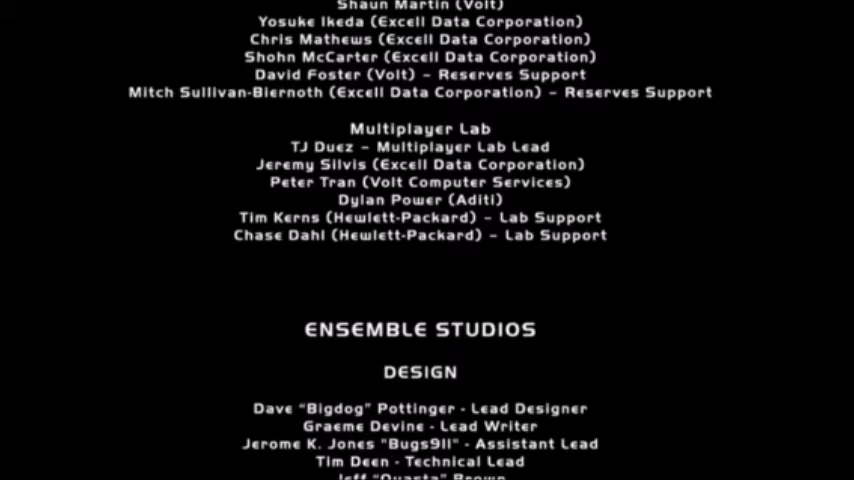 Shaun Martin (Volt)
Yosuke Ikeda (Excell Data Corporation)
Chris Mathews (Excell Data Corporation)
Shohn McCarter (Excell Data Corporation)
David Foster (Volt) – Reserves Support
Mitch Sullivan-Biernoth (Excell Data Corporation) – Reserves Support
Multiplayer Lab
TJ Duez – Multiplayer Lab Lead
Jeremy Silvis (Excell Data Corporation)
Peter Tran (Volt Computer Services)
Dylan Power (Aditi)
Tim Kerns (Hewlett-Packard) – Lab Support
Chase Dahl (Hewlett-Packard) – Lab Support
ENSEMBLE STUDIOS
DESIGN
Dave “Bigdog” Pottinger - Lead Designer
Graeme Devine - Lead Writer
Jerome K. Jones "Bugs911" - Assistant Lead
Tim Deen - Technical Lead
Jeff "Quasta" Brown